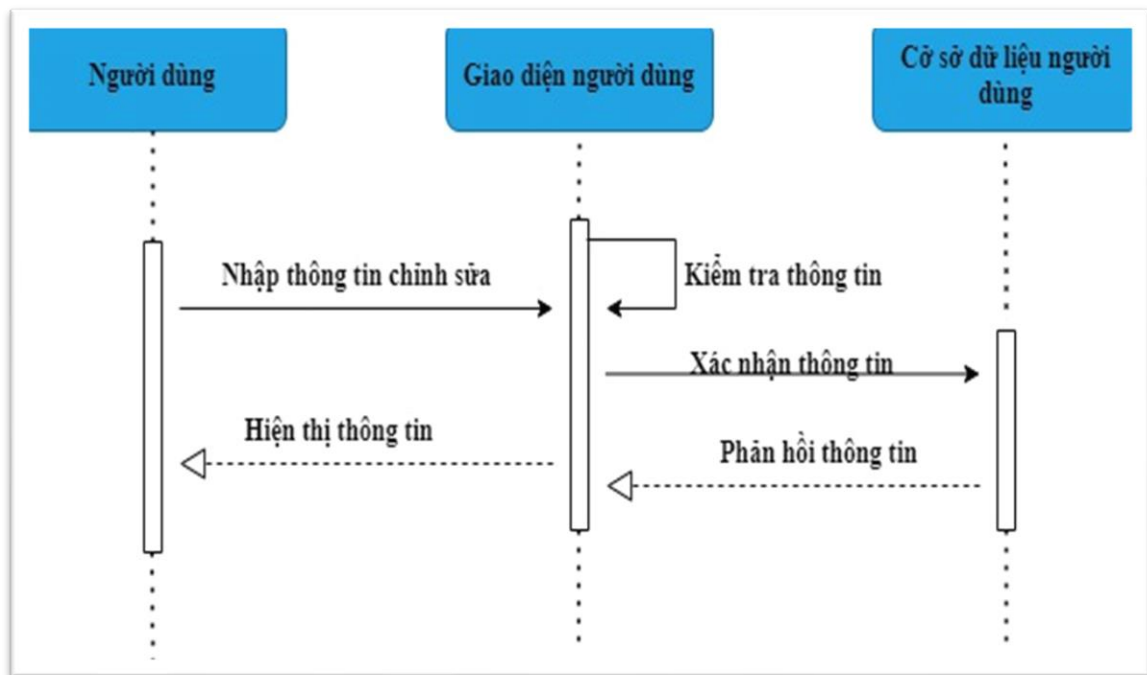 Người dùng
Giao diện người dùng
Cở sở dữ liệu người
dùng
Nhập thông tin chỉnh sửa
Kiểm tra thông tin
Xác nhận thông tin
Hiện thị thông tin
Phản hồi thông tin